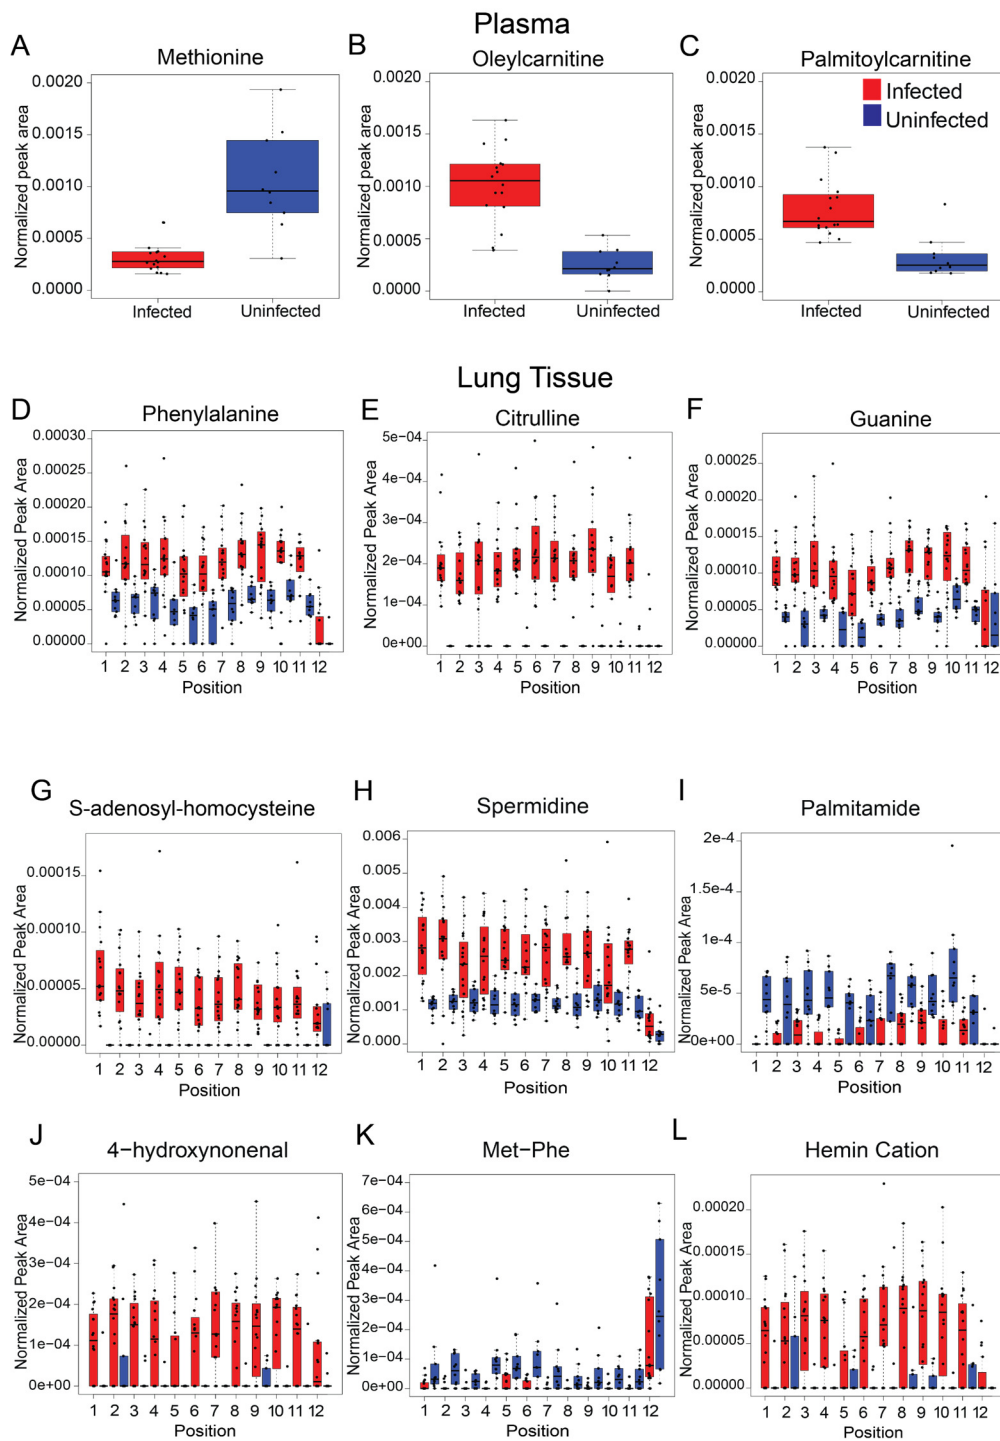 Plasma
A
Methionine
Normalized peak area
0.0020
0.0015
0.0010
0.0005
0.0000
Infected
Uninfected
B
Oleylcarnitine
Normalized peak area
0.0020
0.0015
0.0010
0.0005
0.0000
Infected
Uninfected
C
Palmitoylcarnitine
Normalized peak area
0.0020
0.0015
0.0010
0.0005
0.0000
Infected
Uninfected
Infected
Uninfected
Lung Tissue
D
Phenylalanine
Normalized Peak Area
0.00030
0.00025
0.00020
0.00015
0.00010
0.00005
0.00000
1 2 3 4 5 6 7 8 9 10 11 12
Position
E
Citrulline
Normalized Peak Area
5e-04
4e-04
3e-04
2e-04
1e-04
0e+00
1 2 3 4 5 6 7 8 9 10 11 12
Position
F
Guanine
Normalized Peak Area
0.00025
0.00020
0.00015
0.00010
0.00005
0.00000
1 2 3 4 5 6 7 8 9 10 11 12
Position
G
S-adenosyl-homocysteine
Normalized Peak Area
0.00015
0.00010
0.00005
0.00000
1 2 3 4 5 6 7 8 9 10 11 12
Position
H
Spermidine
Normalized Peak Area
0.006
0.005
0.004
0.003
0.002
0.001
0.000
1 2 3 4 5 6 7 8 9 10 11 12
Position
I
Palmitamide
Normalized Peak Area
2e-4
1.5e-4
1e-4
5e-5
0e+00
1 2 3 4 5 6 7 8 9 10 11 12
Position
J
4−hydroxynonenal
Normalized Peak Area
5e−04
4e−04
3e−04
2e−04
1e−04
0e+00
1 2 3 4 5 6 7 8 9 10 11 12
Position
K
Met−Phe
Normalized Peak Area
7e−04
6e−04
5e−04
4e−04
3e−04
2e−04
1e−04
0e+00
1 2 3 4 5 6 7 8 9 10 11 12
Position
L
Hemin Cation
Normalized Peak Area
0.00020
0.00015
0.00010
0.00005
0.00000
1 2 3 4 5 6 7 8 9 10 11 12
Position